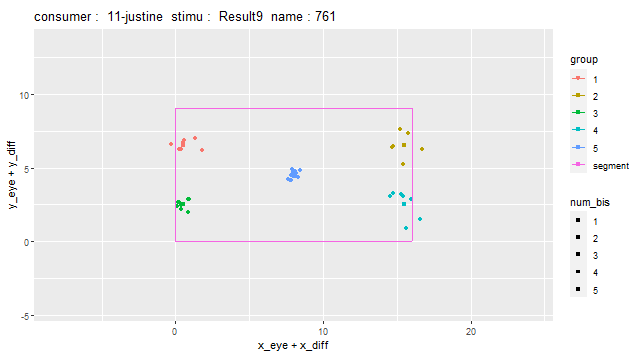 consumer : 11-justine stimu : Result9 name : 761
10
5
0
-5
y_eye + y_diff
0
10
20
x_eye + x_diff
group
1
2
3
4
5
segment
num_bis
1
2
3
4
5